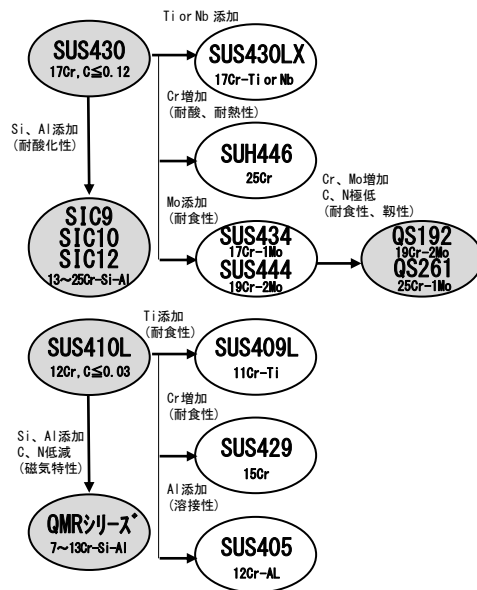 Ti or Nb 添加
SUS430
17Cr, C≦0.12
SUS430LX
17Cr-Ti or Nb
Cr増加
(耐酸、耐熱性)
Si、Al添加
(耐酸化性)
SUH446
25Cr
Cr、Mo増加
C、N極低
(耐食性、靭性)
Mo添加
(耐食性)
SIC9
SIC10
SIC12
13～25Cr-Si-Al
SUS434
17Cr-1Mo
SUS444
19Cr-2Mo
QS192
19Cr-2Mo
QS261
25Cr-1Mo
Ti添加
(耐食性)
SUS410L
12Cr, C≦0.03
SUS409L
11Cr-Ti
Cr増加
(耐食性)
Si、Al添加
C、N低減
(磁気特性)
SUS429
15Cr
Al添加
(溶接性)
QMRシリーズ
7～13Cr-Si-Al
SUS405
12Cr-AL